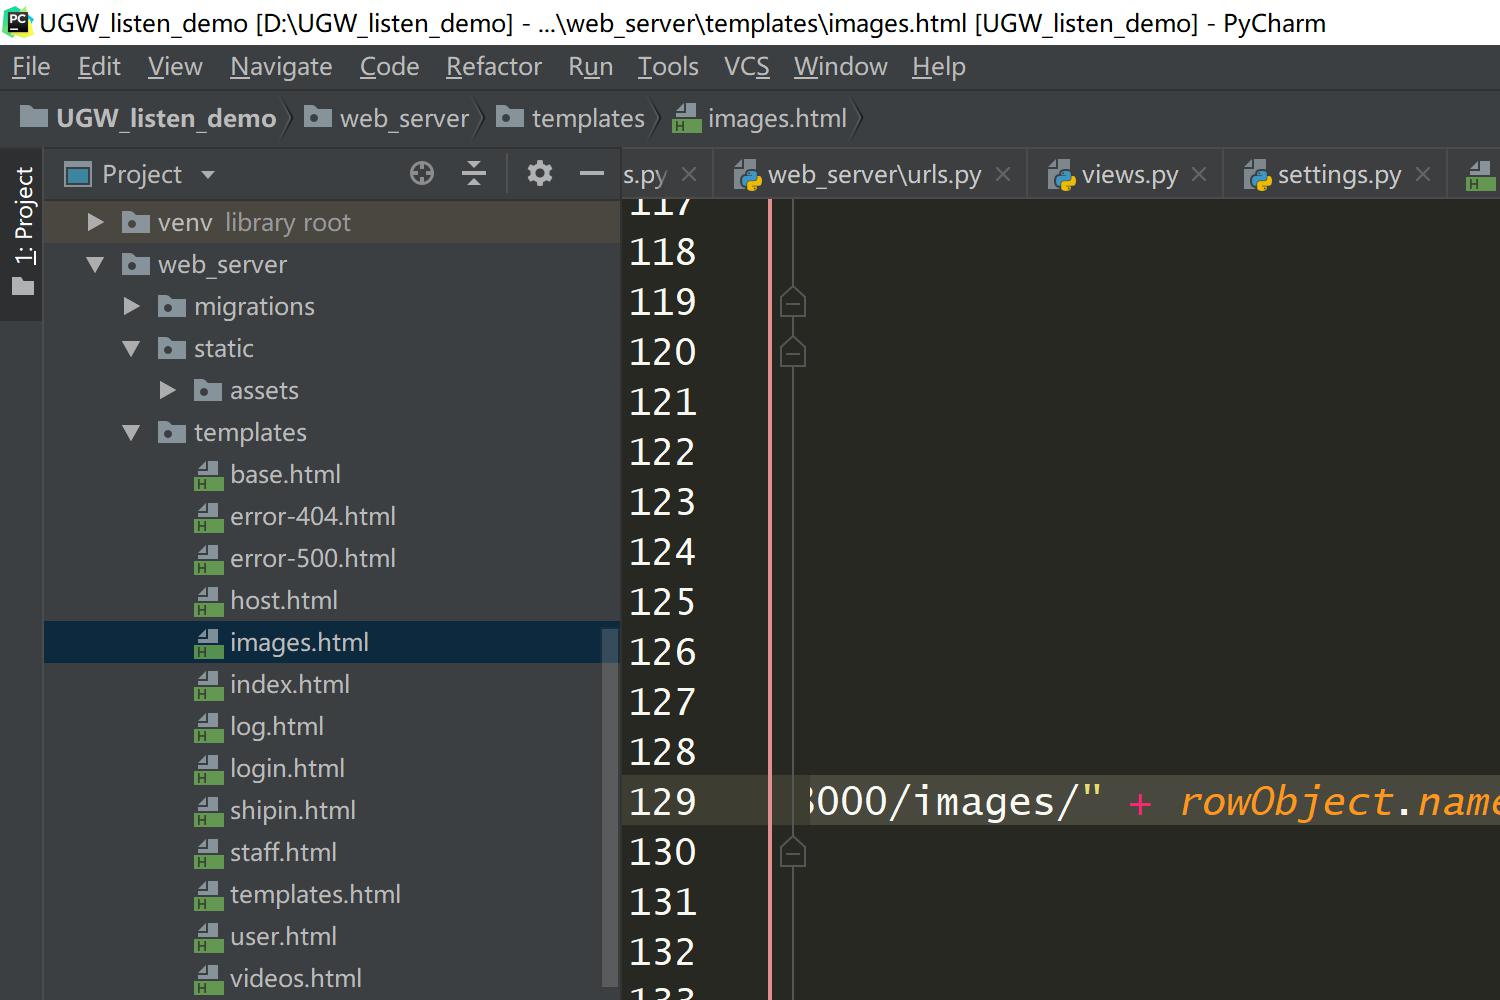 UGW_listen_demo [D:\UGW_listen_demo] - ...\web_server\templates\images.html [UGW_listen_demo] - PyCharm
File Edit View Navigate Code Refactor Run Tools VCS Window Help
UGW_listen_demo web_server templates images.html
1: Project
Project
s.py web_server\urls.py views.py settings.py
venv library root
web_server
migrations
static
assets
templates
base.html
error-404.html
error-500.html
host.html
images.html
index.html
log.html
login.html
shipin.html
staff.html
templates.html
user.html
videos.html
117
118
119
120
121
122
123
124
125
126
127
128
129 000/images/" + rowObject.name
130
131
132
133